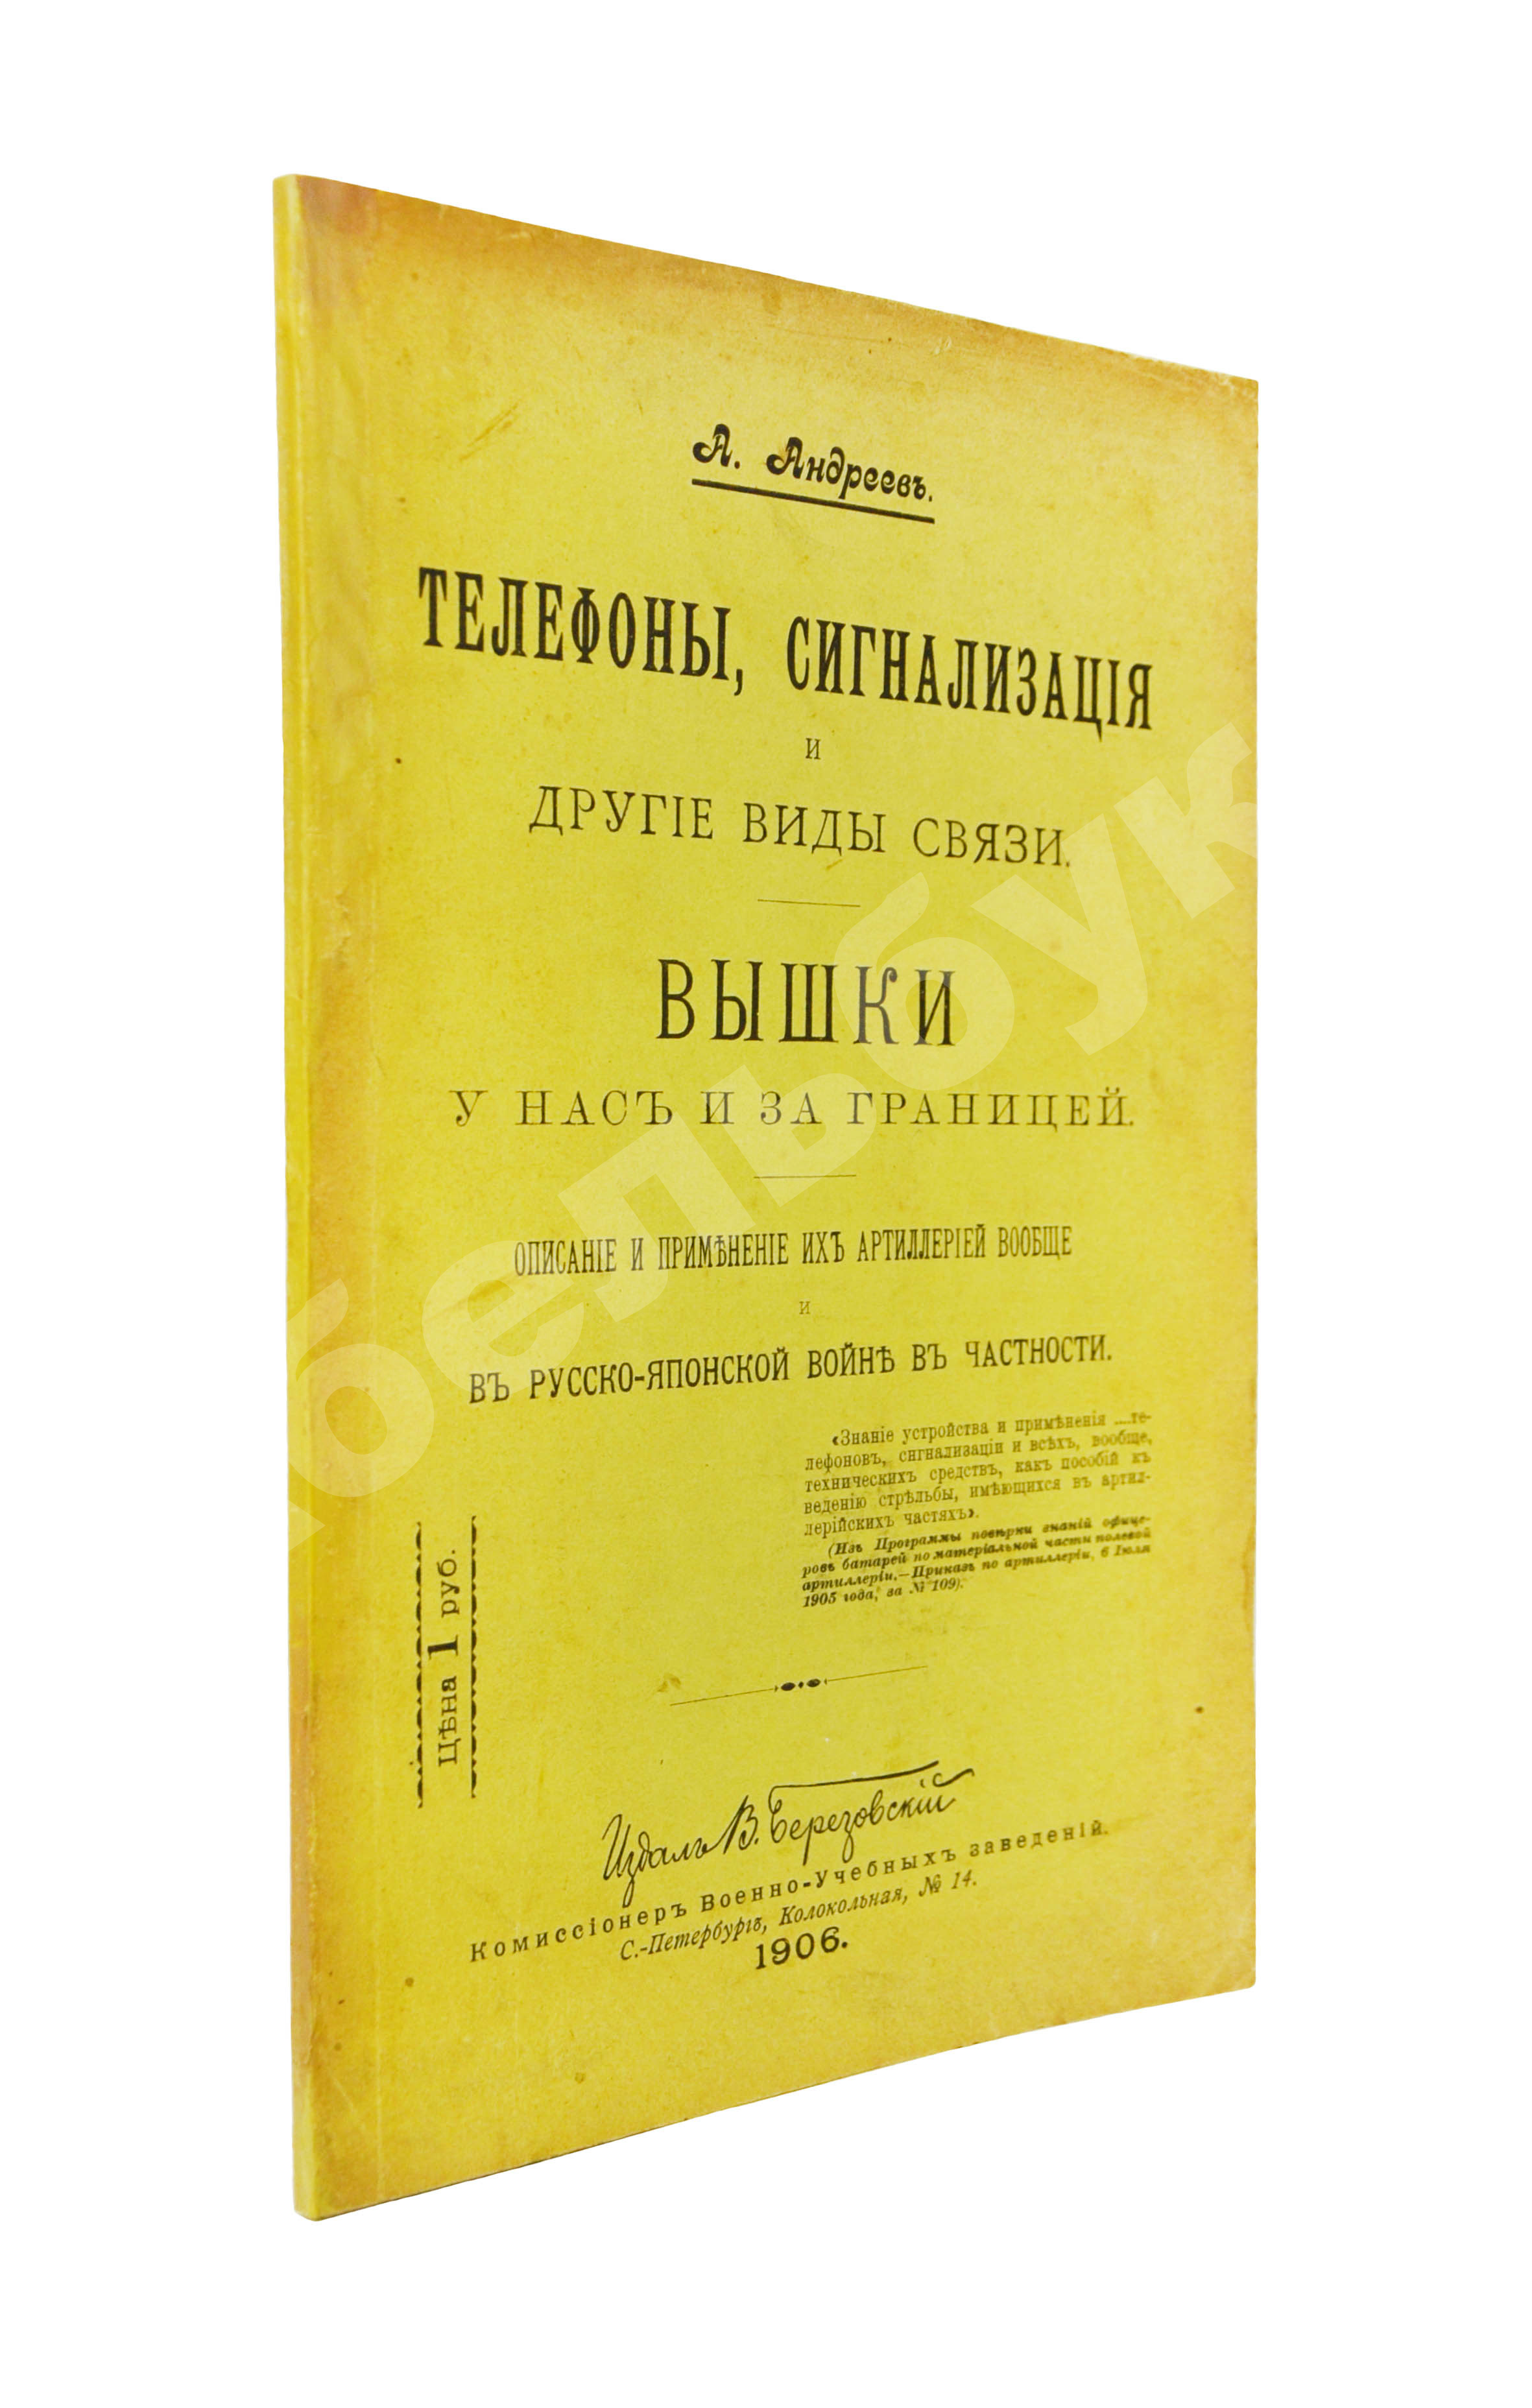 А. Андреевъ.
ТЕЛЕФОНЫ, СИГНАЛИЗАЦІЯ
И
ДРУГІЕ ВИДЫ СВЯЗИ.
ВЫШКИ
У НАСЪ И ЗА ГРАНИЦЕЙ.
ОПИСАНІЕ И ПРИМѢНЕНІЕ ИХЪ АРТИЛЛЕРІЕЙ ВООБЩЕ
И
ВЪ РУССКО-ЯПОНСКОЙ ВОЙНѢ ВЪ ЧАСТНОСТИ.
«Знаніе устройства и примѣненія ....те-
лефоновъ, сигнализаціи и всѣхъ, вообще,
техническихъ средствъ, какъ пособій къ
веденію стрѣльбы, имѣющихся въ артил-
лерійскихъ частяхъ».
(Изъ Программы повѣрки знаній офице-
ровъ батарей по матеріальной части полевой
артиллеріи.—Приказъ по артиллеріи, 6 Іюля
1905 года, за № 109).
Цѣна 1 руб.
Издалъ В. Березовскій
Комиссіонеръ Военно-Учебныхъ заведеній.
С.-Петербургъ, Колокольная, № 14.
1906.
бельбук